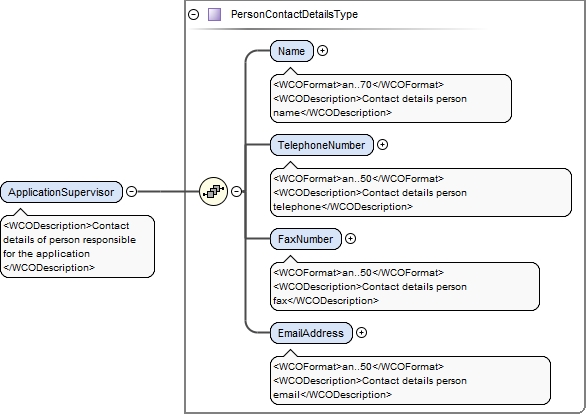 PersonContactDetailsType
Name
<WCOFormat>an..70</WCOFormat>
<WCODescription>Contact details person
name</WCODescription>
TelephoneNumber
<WCOFormat>an..50</WCOFormat>
<WCODescription>Contact details person
telephone</WCODescription>
ApplicationSupervisor
<WCODescription>Contact
details of person responsible
for the application
</WCODescription>
FaxNumber
<WCOFormat>an..50</WCOFormat>
<WCODescription>Contact details person
fax</WCODescription>
EmailAddress
<WCOFormat>an..50</WCOFormat>
<WCODescription>Contact details person
email</WCODescription>